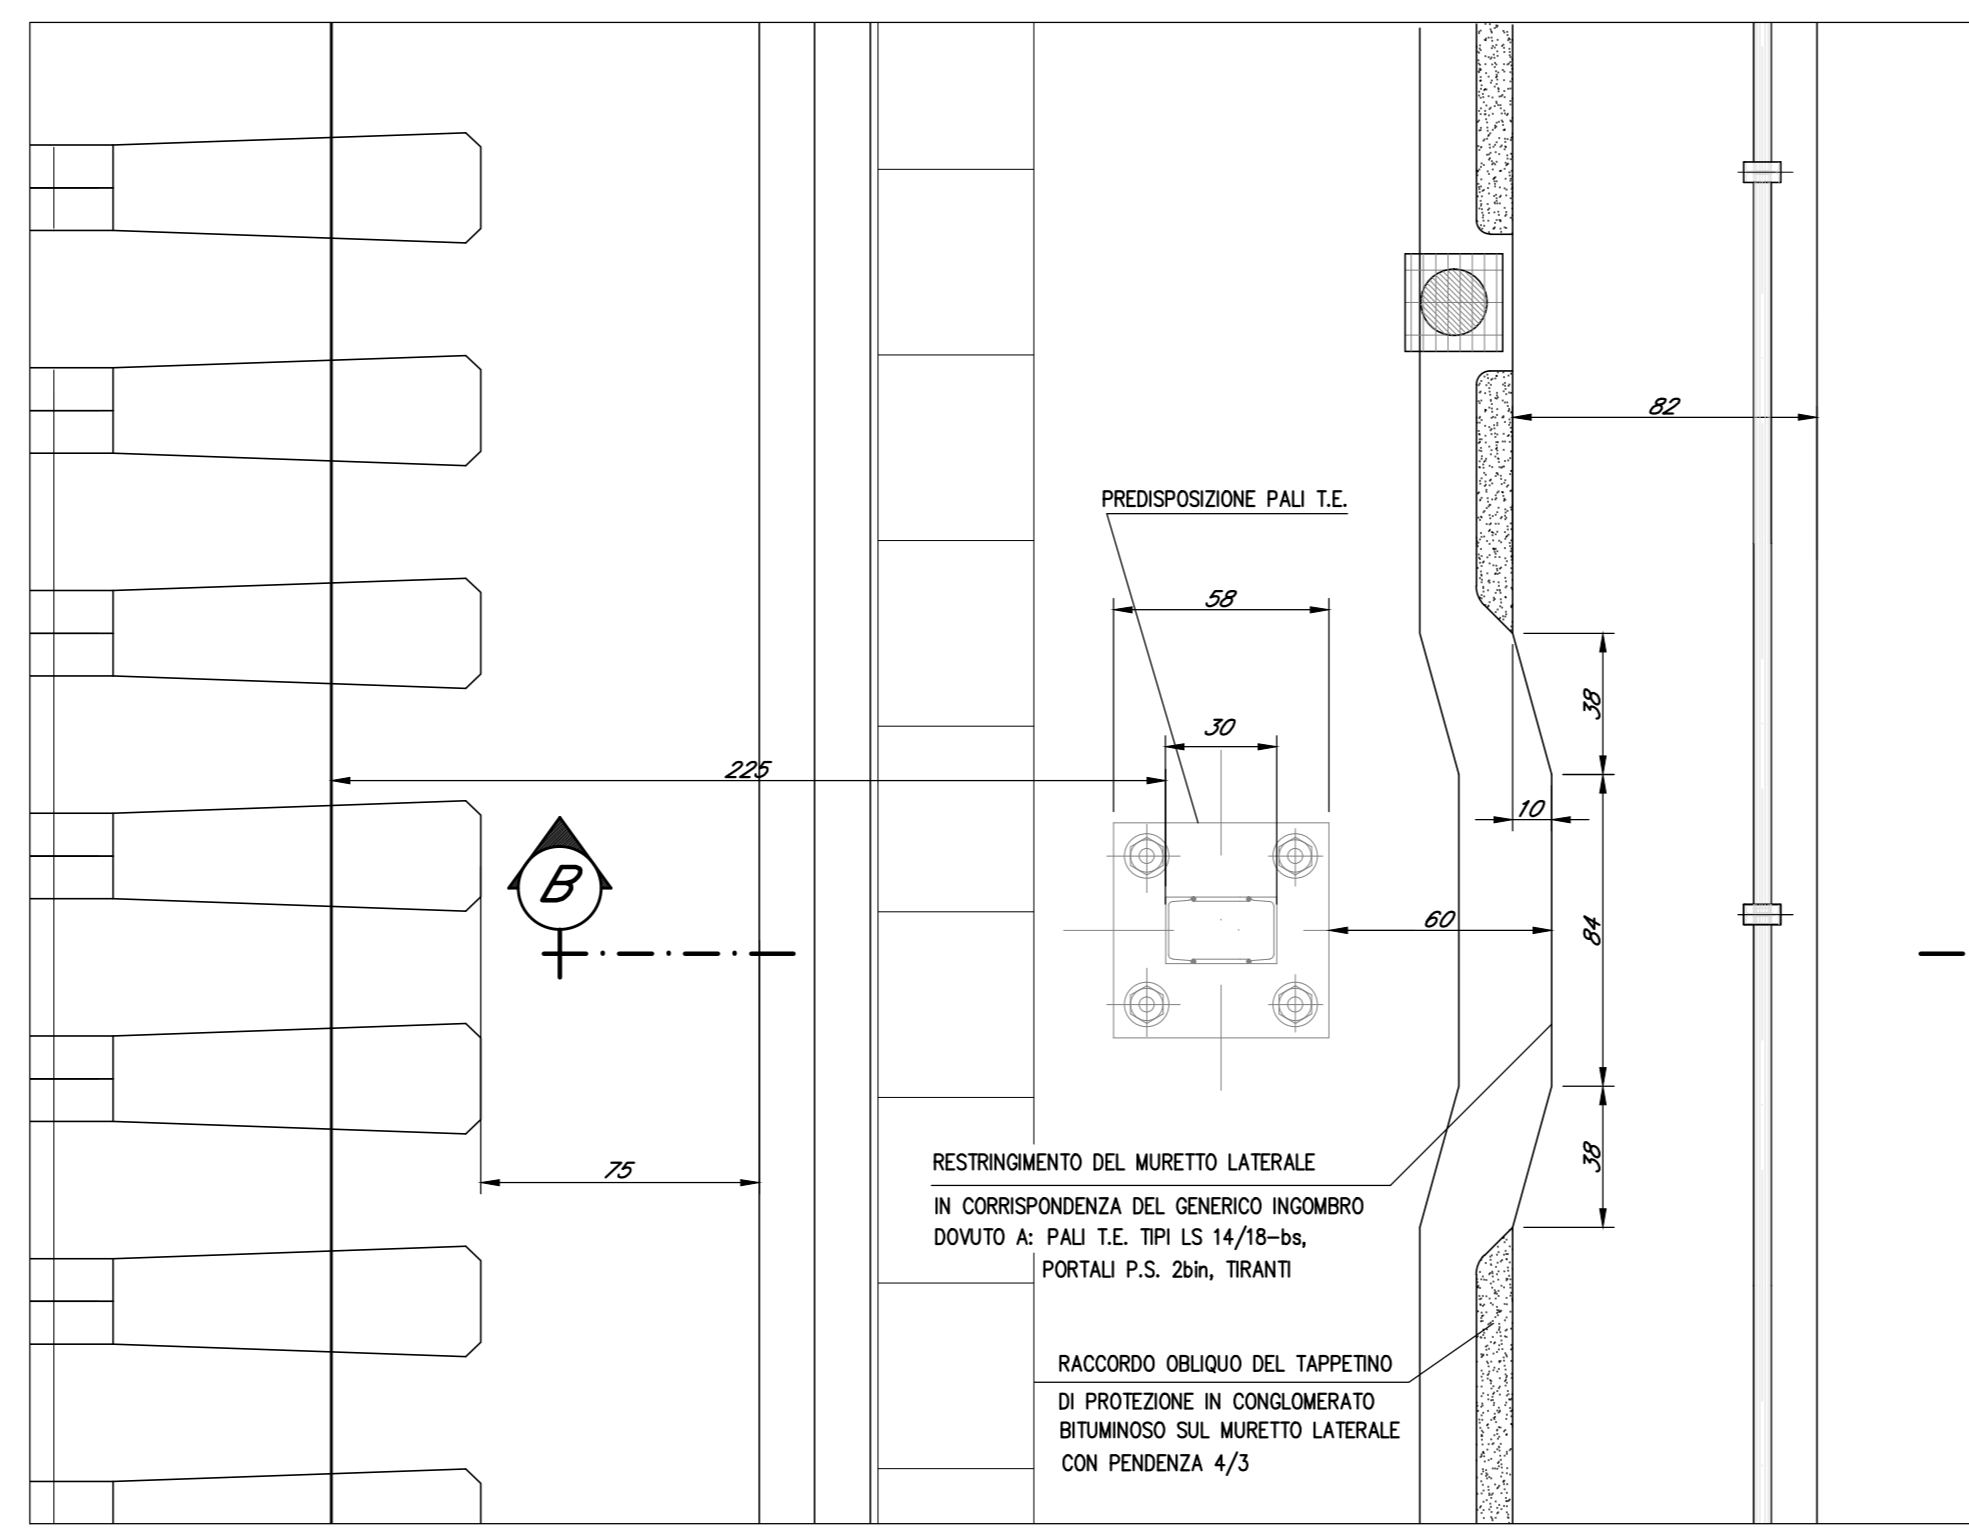 82
PREDISPOSIZIONE PALI T.E.
58
38
30
225
10
B
60
84
RESTRINGIMENTO DEL MURETTO LATERALE
75
38
IN CORRISPONDENZA DEL GENERICO INGOMBRO
DOVUTO A: PALI T.E. TIPI LS 14/18-bs,
PORTALI P.S. 2bin, TIRANTI
RACCORDO OBLIQUO DEL TAPPETINO
DI PROTEZIONE IN CONGLOMERATO
BITUMINOSO SUL MURETTO LATERALE
CON PENDENZA 4/3